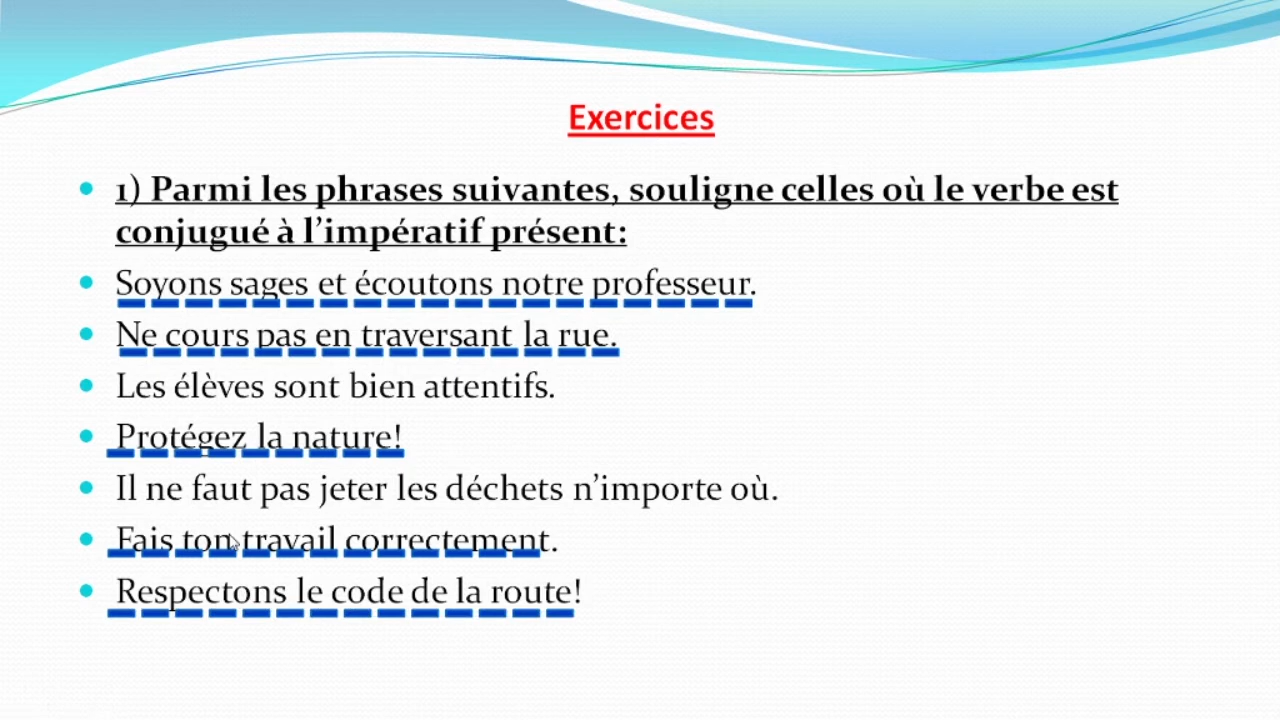 Exercices
1) Parmi les phrases suivantes, souligne celles où le verbe est
conjugué à l’impératif présent:
Soyons sages et écoutons notre professeur.
Ne cours pas en traversant la rue.
Les élèves sont bien attentifs.
Protégez la nature!
Il ne faut pas jeter les déchets n’importe où.
Fais ton travail correctement.
Respectons le code de la route!